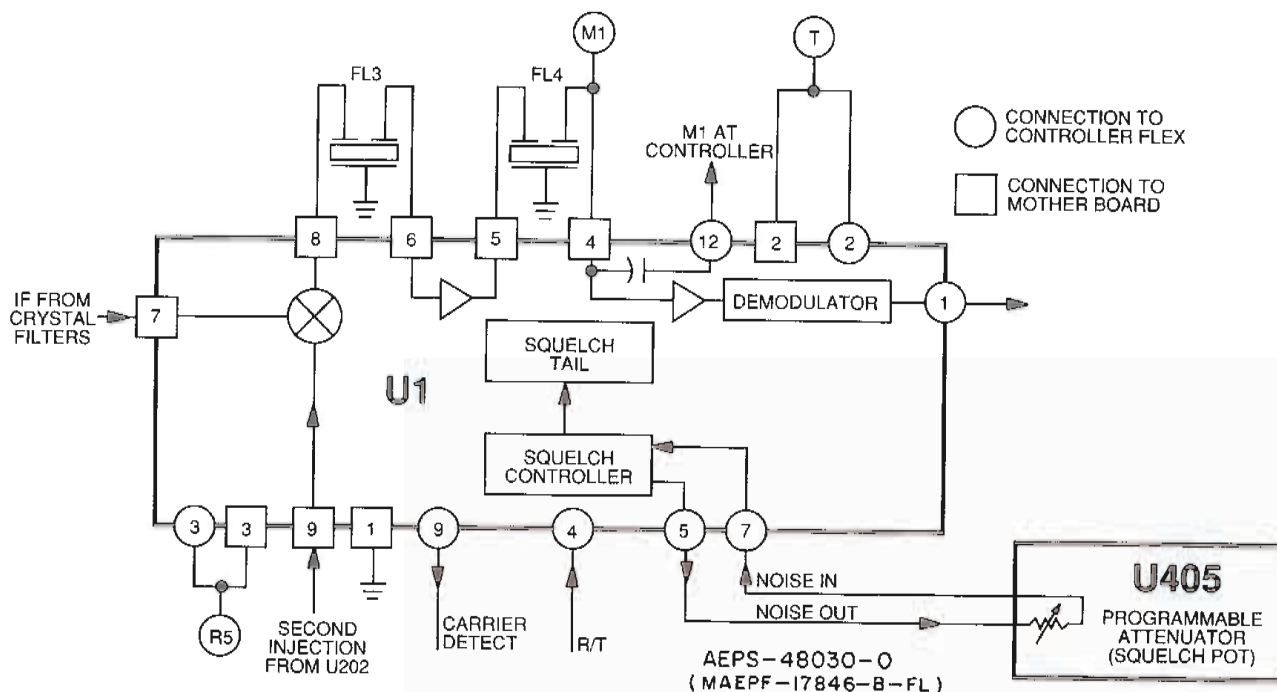 M1
T
FL3
FL4
CONNECTION TO
CONTROLLER FLEX
M1 AT
CONTROLLER
CONNECTION TO
MOTHER BOARD
8
6
5
4
12
2
2
IF FROM
CRYSTAL
FILTERS
7
DEMODULATOR
1
SQUELCH
TAIL
U1
SQUELCH
CONTROLLER
3
3
9
1
9
4
5
7
R5
SECOND
INJECTION
FROM U202
CARRIER
DETECT
R/T
NOISE IN
NOISE OUT
U405
PROGRAMMABLE
ATTENUATOR
(SQUELCH POT)
AEPS-48030-O
(MAEPF-17846-B-FL)